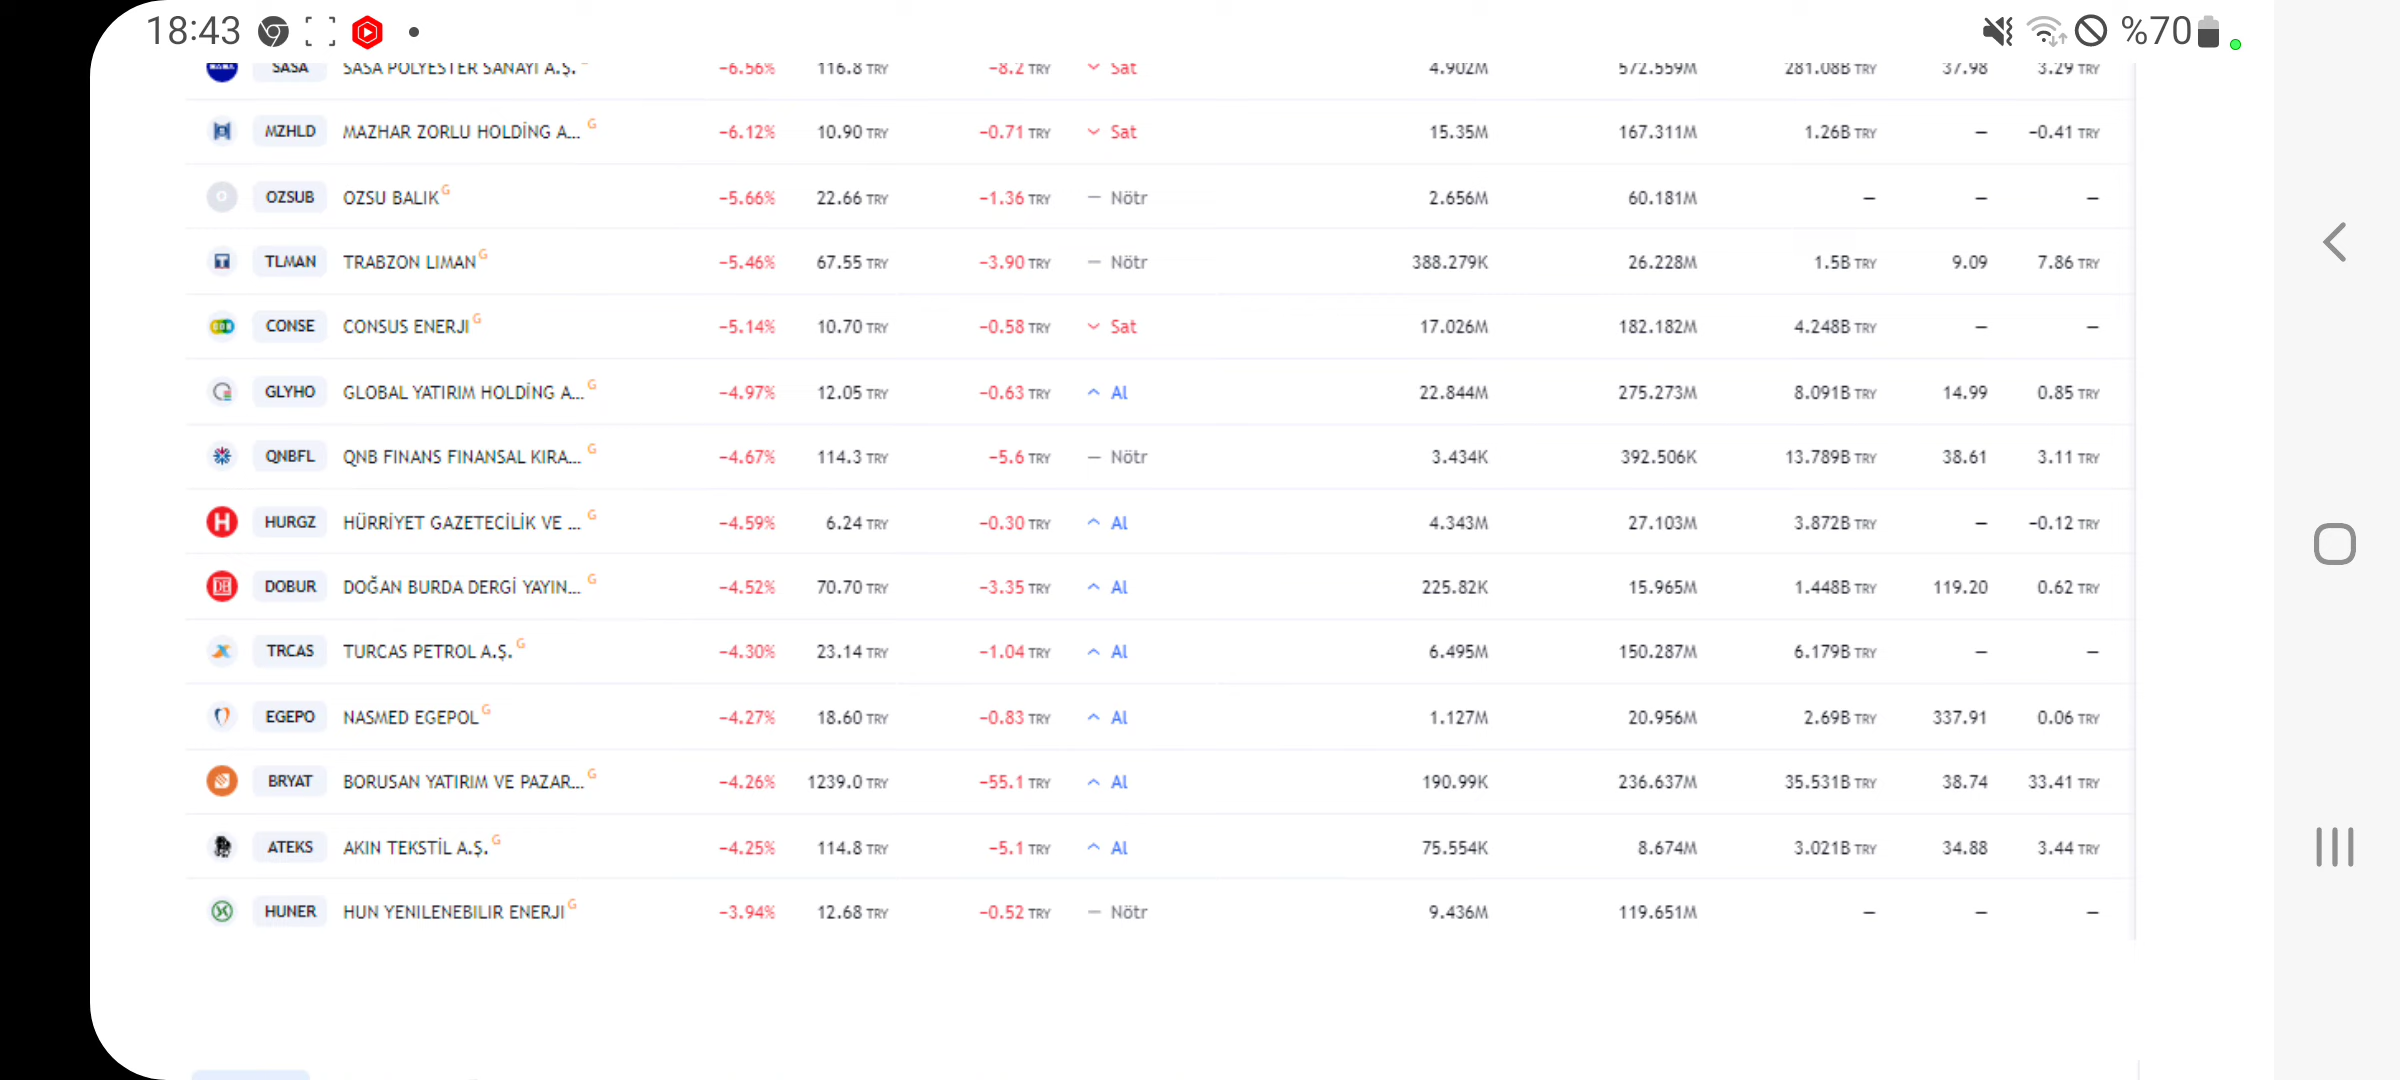 18:43 %70
SASA SASA POLYESTER SANAYİ A.Ş. −6.56% 116.8 TRY −8.2 TRY Sat 4.902M 572.559M 281.08B TRY 37.98 3.29 TRY
MZHLD MAZHAR ZORLU HOLDİNG A... G −6.12% 10.90 TRY −0.71 TRY Sat 15.35M 167.311M 1.26B TRY — −0.41 TRY
O OZSUB OZSU BALIK G −5.66% 22.66 TRY −1.36 TRY — Nötr 2.656M 60.181M — — —
TLMAN TRABZON LIMAN G −5.46% 67.55 TRY −3.90 TRY — Nötr 388.279K 26.228M 1.5B TRY 9.09 7.86 TRY
CONSE CONSUS ENERJI G −5.14% 10.70 TRY −0.58 TRY Sat 17.026M 182.182M 4.248B TRY — —
GLYHO GLOBAL YATIRIM HOLDİNG A... G −4.97% 12.05 TRY −0.63 TRY Al 22.844M 275.273M 8.091B TRY 14.99 0.85 TRY
QNBFL QNB FINANS FINANSAL KIRA... G −4.67% 114.3 TRY −5.6 TRY — Nötr 3.434K 392.506K 13.789B TRY 38.61 3.11 TRY
H HURGZ HÜRRİYET GAZETECİLİK VE ... G −4.59% 6.24 TRY −0.30 TRY Al 4.343M 27.103M 3.872B TRY — −0.12 TRY
DB DOBUR DOĞAN BURDA DERGİ YAYIN... G −4.52% 70.70 TRY −3.35 TRY Al 225.82K 15.965M 1.448B TRY 119.20 0.62 TRY
TRCAS TURCAS PETROL A.Ş. G −4.30% 23.14 TRY −1.04 TRY Al 6.495M 150.287M 6.179B TRY — —
EGEPO NASMED EGEPOL G −4.27% 18.60 TRY −0.83 TRY Al 1.127M 20.956M 2.69B TRY 337.91 0.06 TRY
BRYAT BORUSAN YATIRIM VE PAZAR... G −4.26% 1239.0 TRY −55.1 TRY Al 190.99K 236.637M 35.531B TRY 38.74 33.41 TRY
ATEKS AKIN TEKSTİL A.Ş. G −4.25% 114.8 TRY −5.1 TRY Al 75.554K 8.674M 3.021B TRY 34.88 3.44 TRY
HUNER HUN YENILENEBILIR ENERJI G −3.94% 12.68 TRY −0.52 TRY — Nötr 9.436M 119.651M — — —